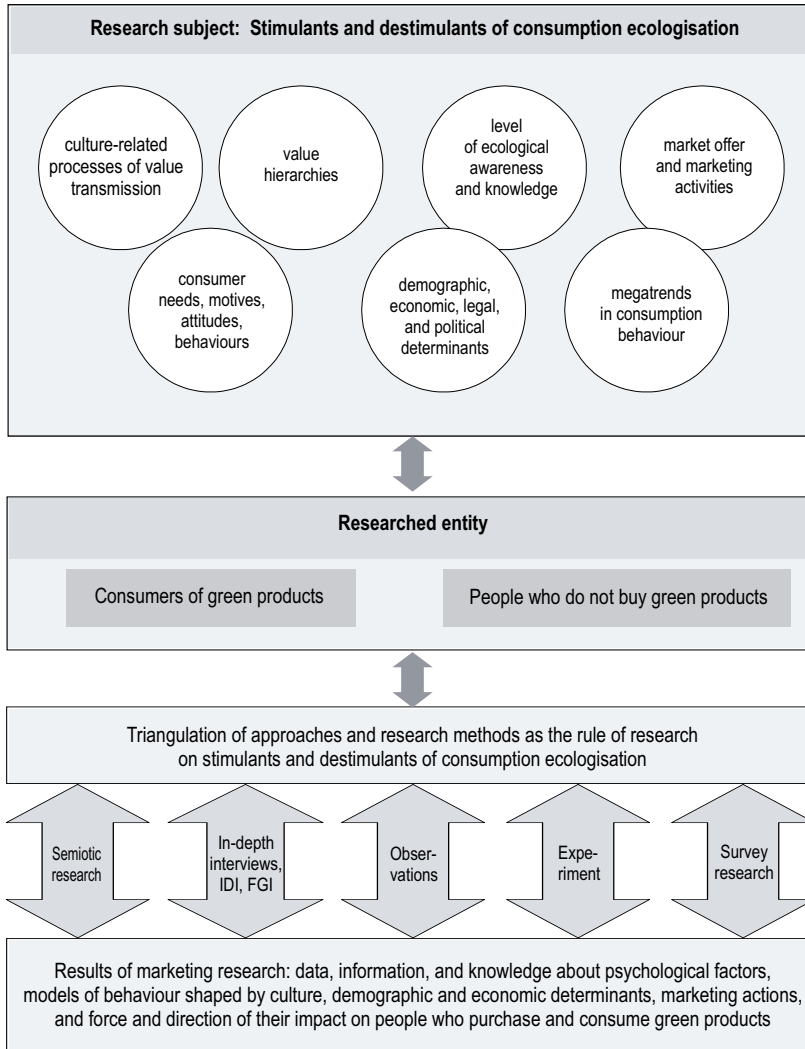 Research subject: Stimulants and destimulants of consumption ecologisation
culture-related
processes of value
transmission
value
hierarchies
level
of ecological
awareness
and knowledge
market offer
and marketing
activities
consumer
needs, motives,
attitudes,
behaviours
demographic,
economic, legal,
and political
determinants
megatrends
in consumption
behaviour
Researched entity
Consumers of green products
People who do not buy green products
Triangulation of approaches and research methods as the rule of research
on stimulants and destimulants of consumption ecologisation
Semiotic
research
In-depth
interviews,
IDI, FGI
Obser-
vations
Expe-
riment
Survey
research
Results of marketing research: data, information, and knowledge about psychological factors,
models of behaviour shaped by culture, demographic and economic determinants, marketing actions,
and force and direction of their impact on people who purchase and consume green products